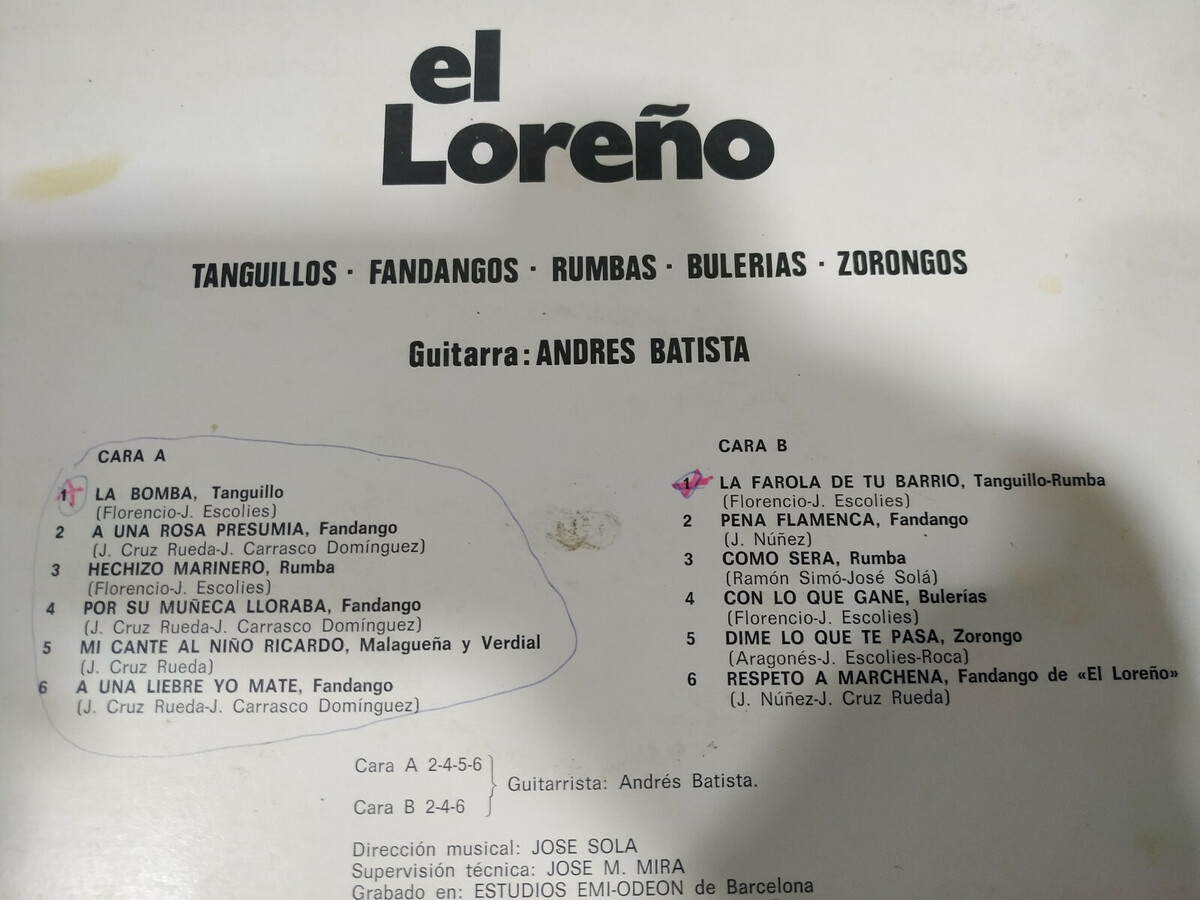 el
Loreño
TANGUILLOS · FANDANGOS · RUMBAS · BULERIAS · ZORONGOS
Guitarra: ANDRES BATISTA
CARA A
1 LA BOMBA, Tanguillo
(Florencio-J. Escolies)
2 A UNA ROSA PRESUMIA, Fandango
(J. Cruz Rueda-J. Carrasco Domínguez)
3 HECHIZO MARINERO, Rumba
(Florencio-J. Escolies)
4 POR SU MUÑECA LLORABA, Fandango
(J. Cruz Rueda-J. Carrasco Domínguez)
5 MI CANTE AL NIÑO RICARDO, Malagueña y Verdial
(J. Cruz Rueda)
6 A UNA LIEBRE YO MATE, Fandango
(J. Cruz Rueda-J. Carrasco Domínguez)
CARA B
1 LA FAROLA DE TU BARRIO, Tanguillo-Rumba
(Florencio-J. Escolies)
2 PENA FLAMENCA, Fandango
(J. Núñez)
3 COMO SERA, Rumba
(Ramón Simó-José Solá)
4 CON LO QUE GANE, Bulerías
(Florencio-J. Escolies)
5 DIME LO QUE TE PASA, Zorongo
(Aragonés-J. Escolies-Roca)
6 RESPETO A MARCHENA, Fandango de «El Loreño»
(J. Núñez-J. Cruz Rueda)
Cara A 2-4-5-6
Guitarrista: Andrés Batista.
Cara B 2-4-6
Dirección musical: JOSE SOLA
Supervisión técnica: JOSE M. MIRA
Grabado en: ESTUDIOS EMI-ODEON de Barcelona